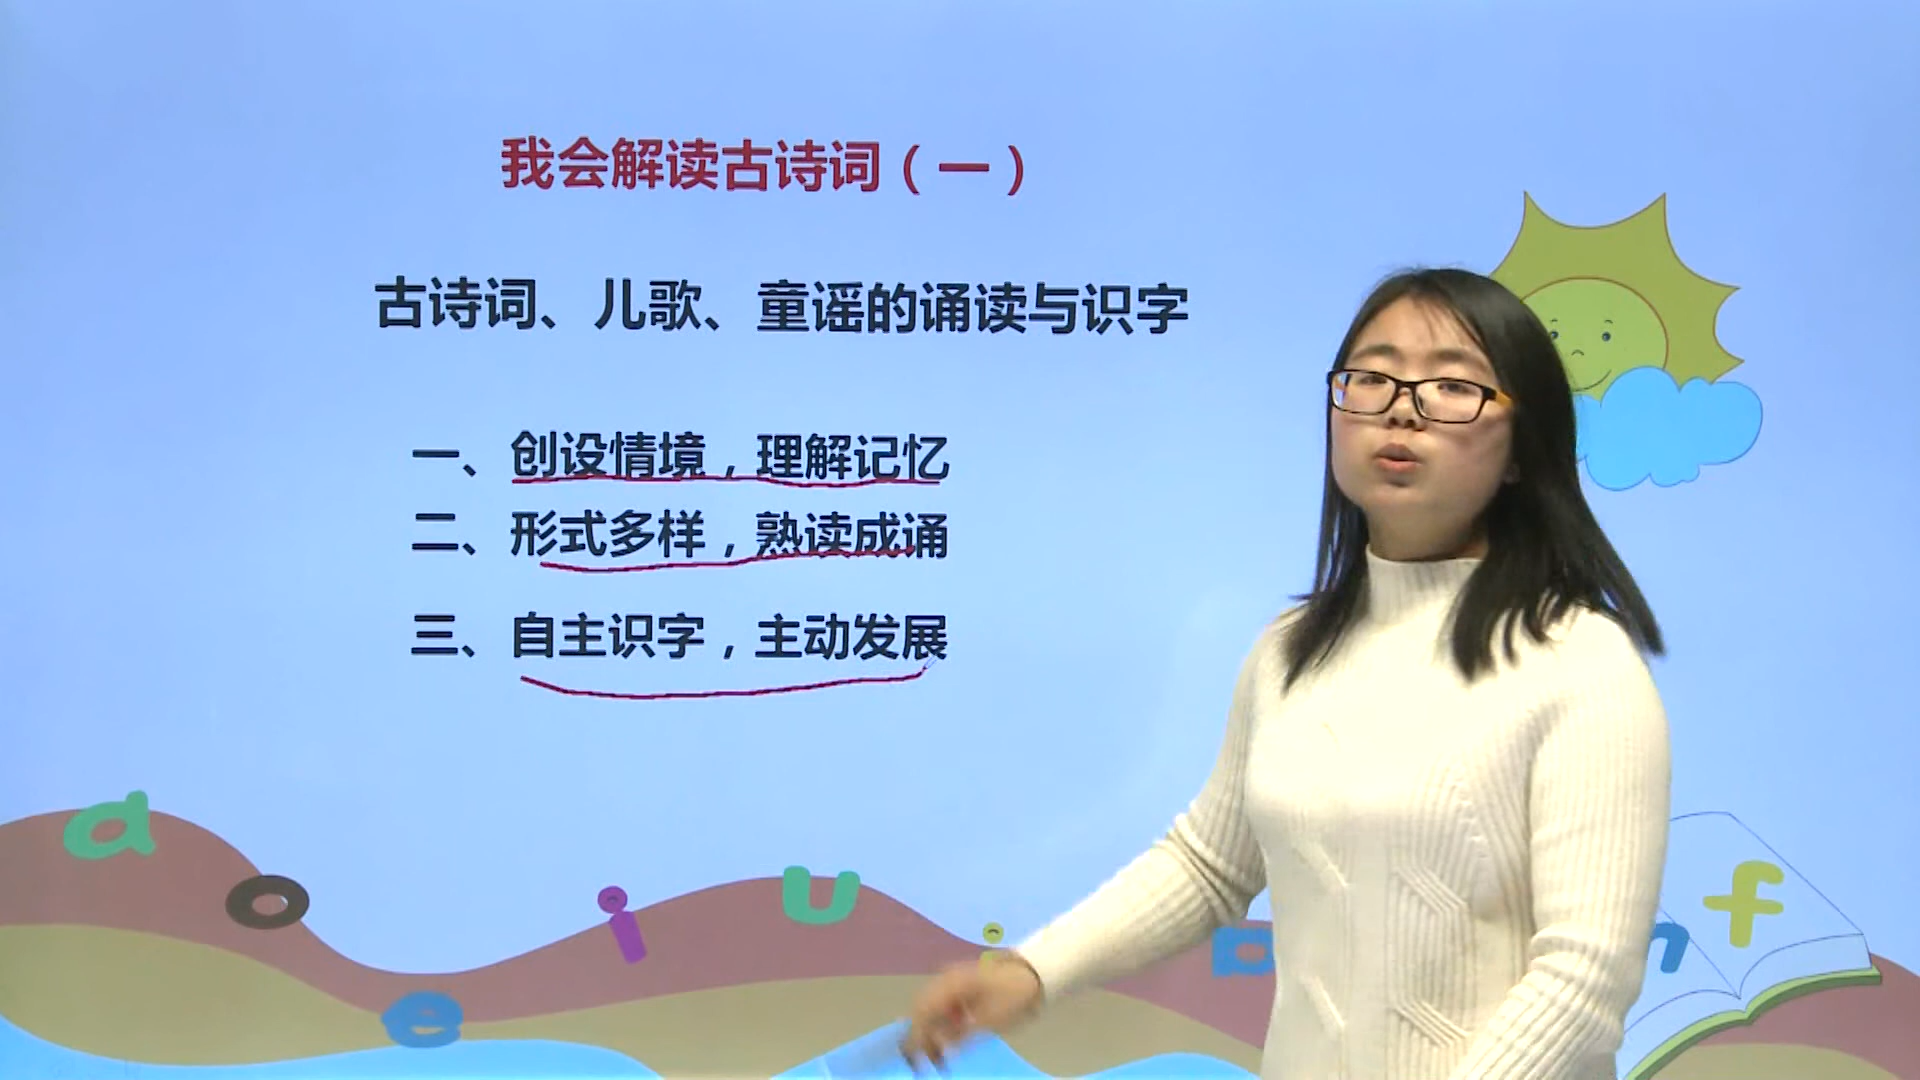 我会解读古诗词（一）
古诗词、儿歌、童谣的诵读与识字
一、创设情境，理解记忆
二、形式多样，熟读成诵
三、自主识字，主动发展
a
o
e
i
u
f